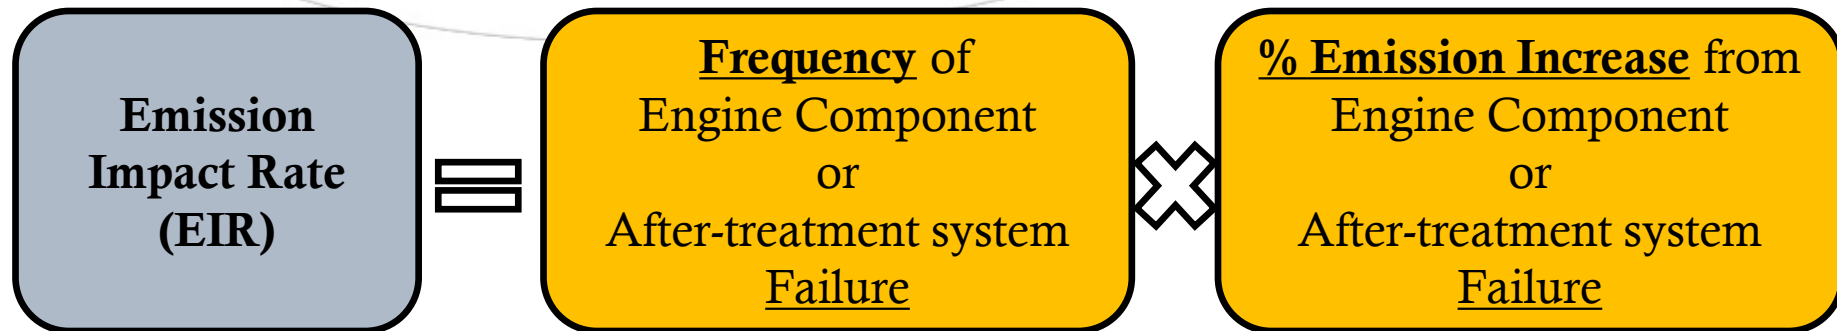 Emission
Impact Rate
(EIR)
Frequency of
Engine Component
or
After-treatment system
Failure
% Emission Increase from
Engine Component
or
After-treatment system
Failure